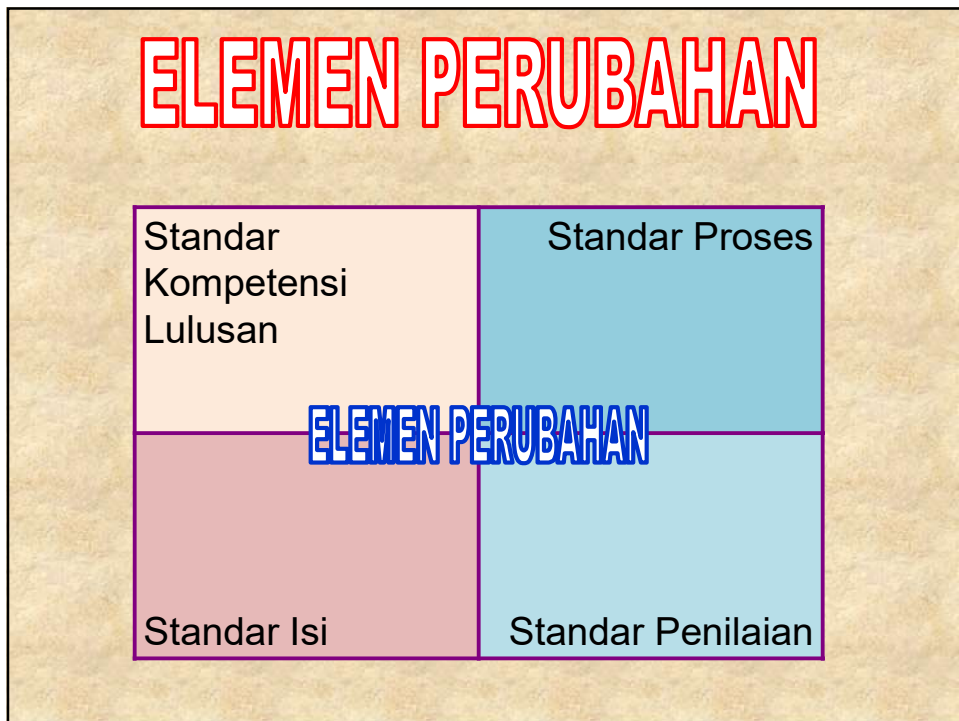 ELEMEN PERUBAHAN
Standar
Kompetensi
Lulusan
Standar Proses
ELEMEN PERUBAHAN
Standar Isi
Standar Penilaian